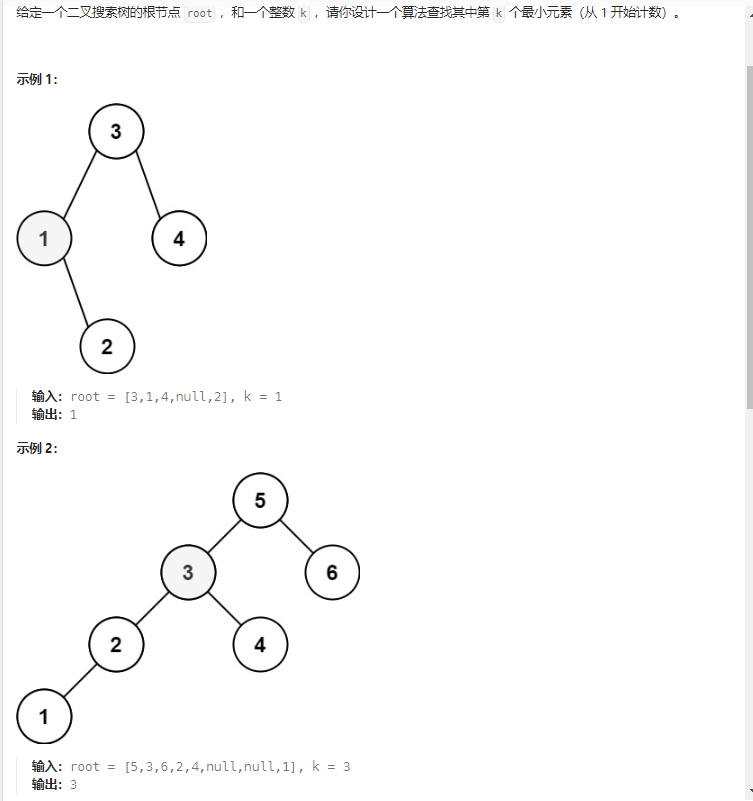 给定一个二叉搜索树的根节点 root ，和一个整数 k ，请你设计一个算法查找其中第 k 个最小元素（从 1 开始计数）。
示例 1：
3
1
4
2
输入：root = [3,1,4,null,2], k = 1
输出：1
示例 2：
5
3
6
2
4
1
输入：root = [5,3,6,2,4,null,null,1], k = 3
输出：3